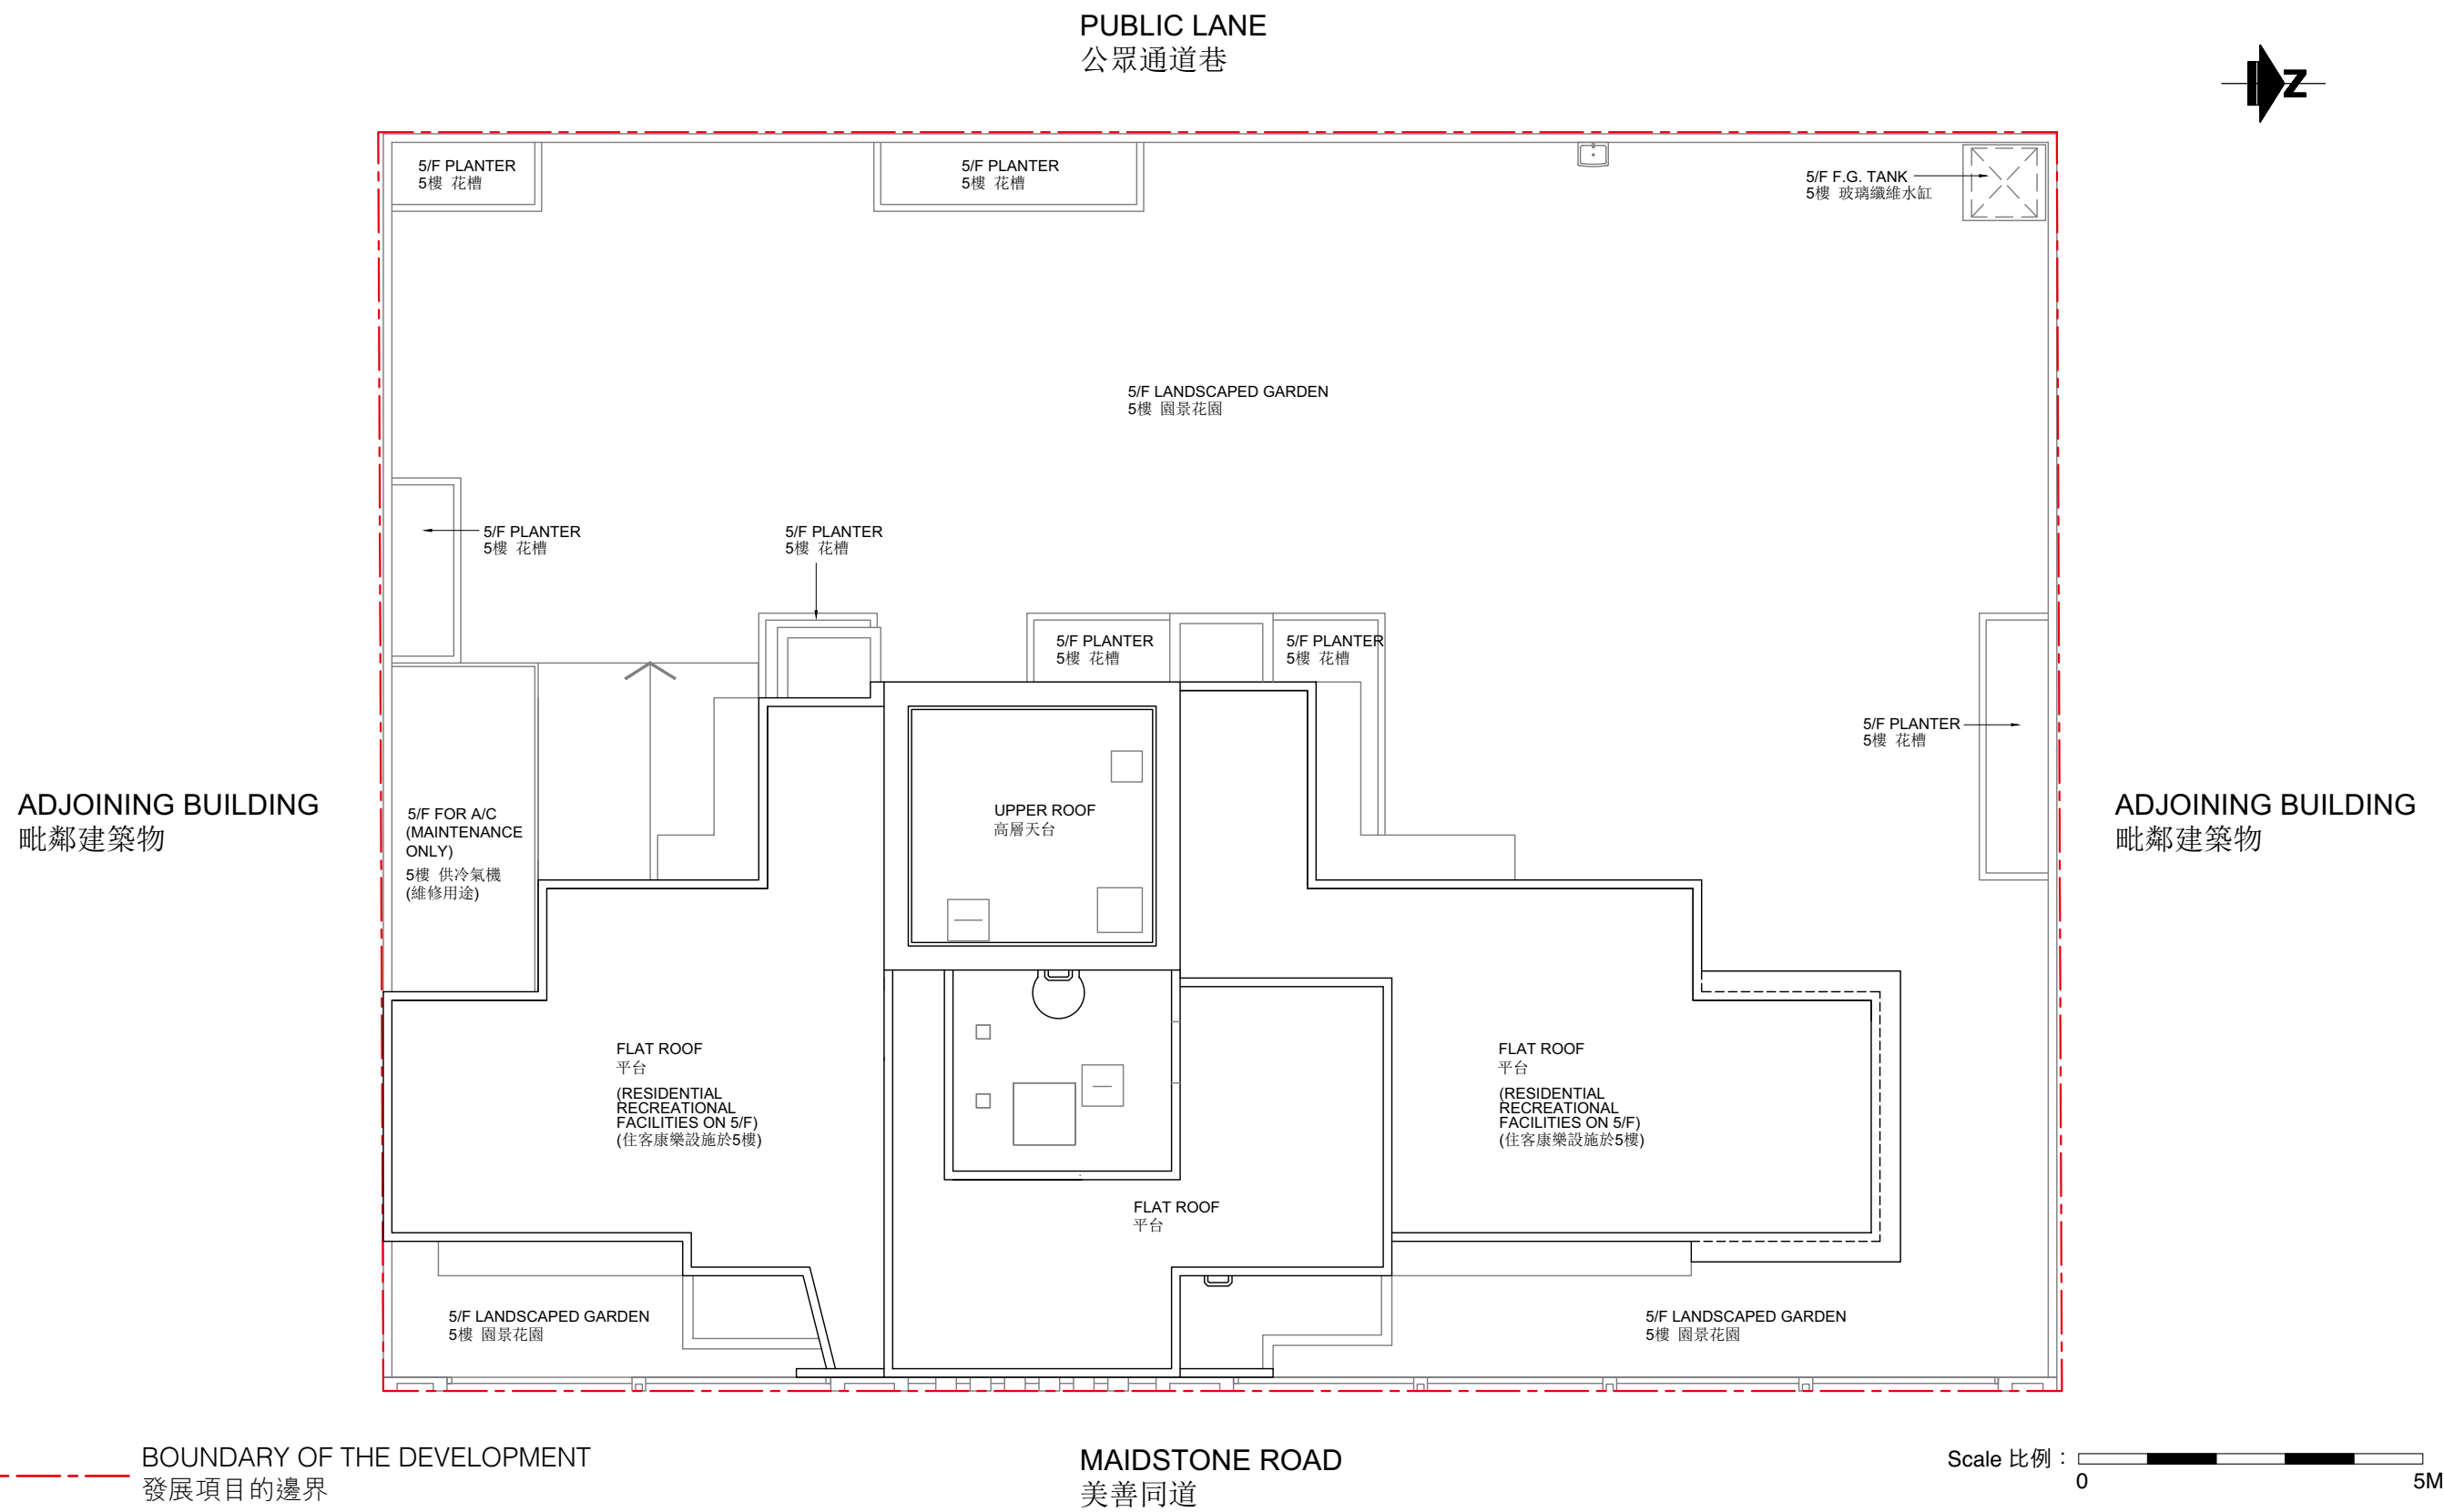 PUBLIC LANE
公眾通道巷
Z
5/F PLANTER
5樓 花槽
5/F PLANTER
5樓 花槽
5/F F.G. TANK
5樓 玻璃纖維水缸
5/F LANDSCAPED GARDEN
5樓 園景花園
5/F PLANTER
5樓 花槽
5/F PLANTER
5樓 花槽
5/F PLANTER
5樓 花槽
5/F PLANTER
5樓 花槽
5/F PLANTER
5樓 花槽
ADJOINING BUILDING
毗鄰建築物
5/F FOR A/C
(MAINTENANCE
ONLY)
5樓 供冷氣機
(維修用途)
UPPER ROOF
高層天台
ADJOINING BUILDING
毗鄰建築物
FLAT ROOF
平台
(RESIDENTIAL
RECREATIONAL
FACILITIES ON 5/F)
(住客康樂設施於5樓)
FLAT ROOF
平台
(RESIDENTIAL
RECREATIONAL
FACILITIES ON 5/F)
(住客康樂設施於5樓)
FLAT ROOF
平台
5/F LANDSCAPED GARDEN
5樓 園景花園
5/F LANDSCAPED GARDEN
5樓 園景花園
BOUNDARY OF THE DEVELOPMENT
發展項目的邊界
MAIDSTONE ROAD
美善同道
Scale 比例：
0 5M